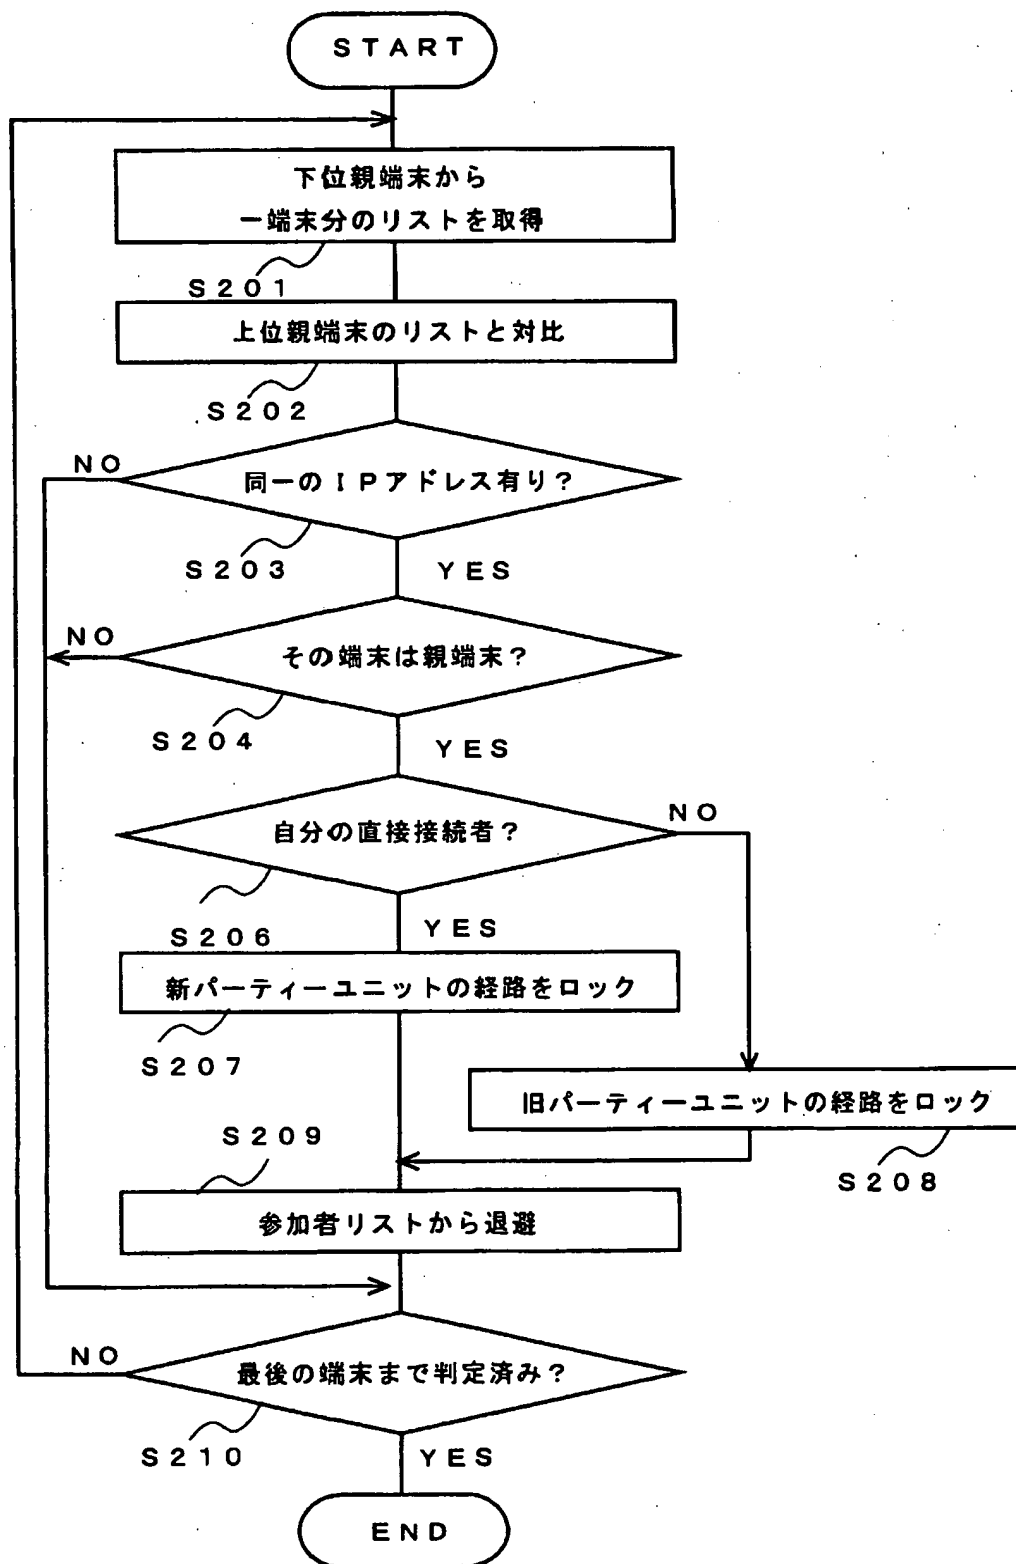 START
下位親端末から
一端末分のリストを取得
S201
上位親端末のリストと対比
S202
NO
同一のIPアドレス有り?
S203
YES
NO
その端末は親端末?
S204
YES
自分の直接接続者?
NO
S206
YES
新パーティーユニットの経路をロック
S207
旧パーティーユニットの経路をロック
S208
S209
参加者リストから退避
NO
最後の端末まで判定済み?
S210
YES
END